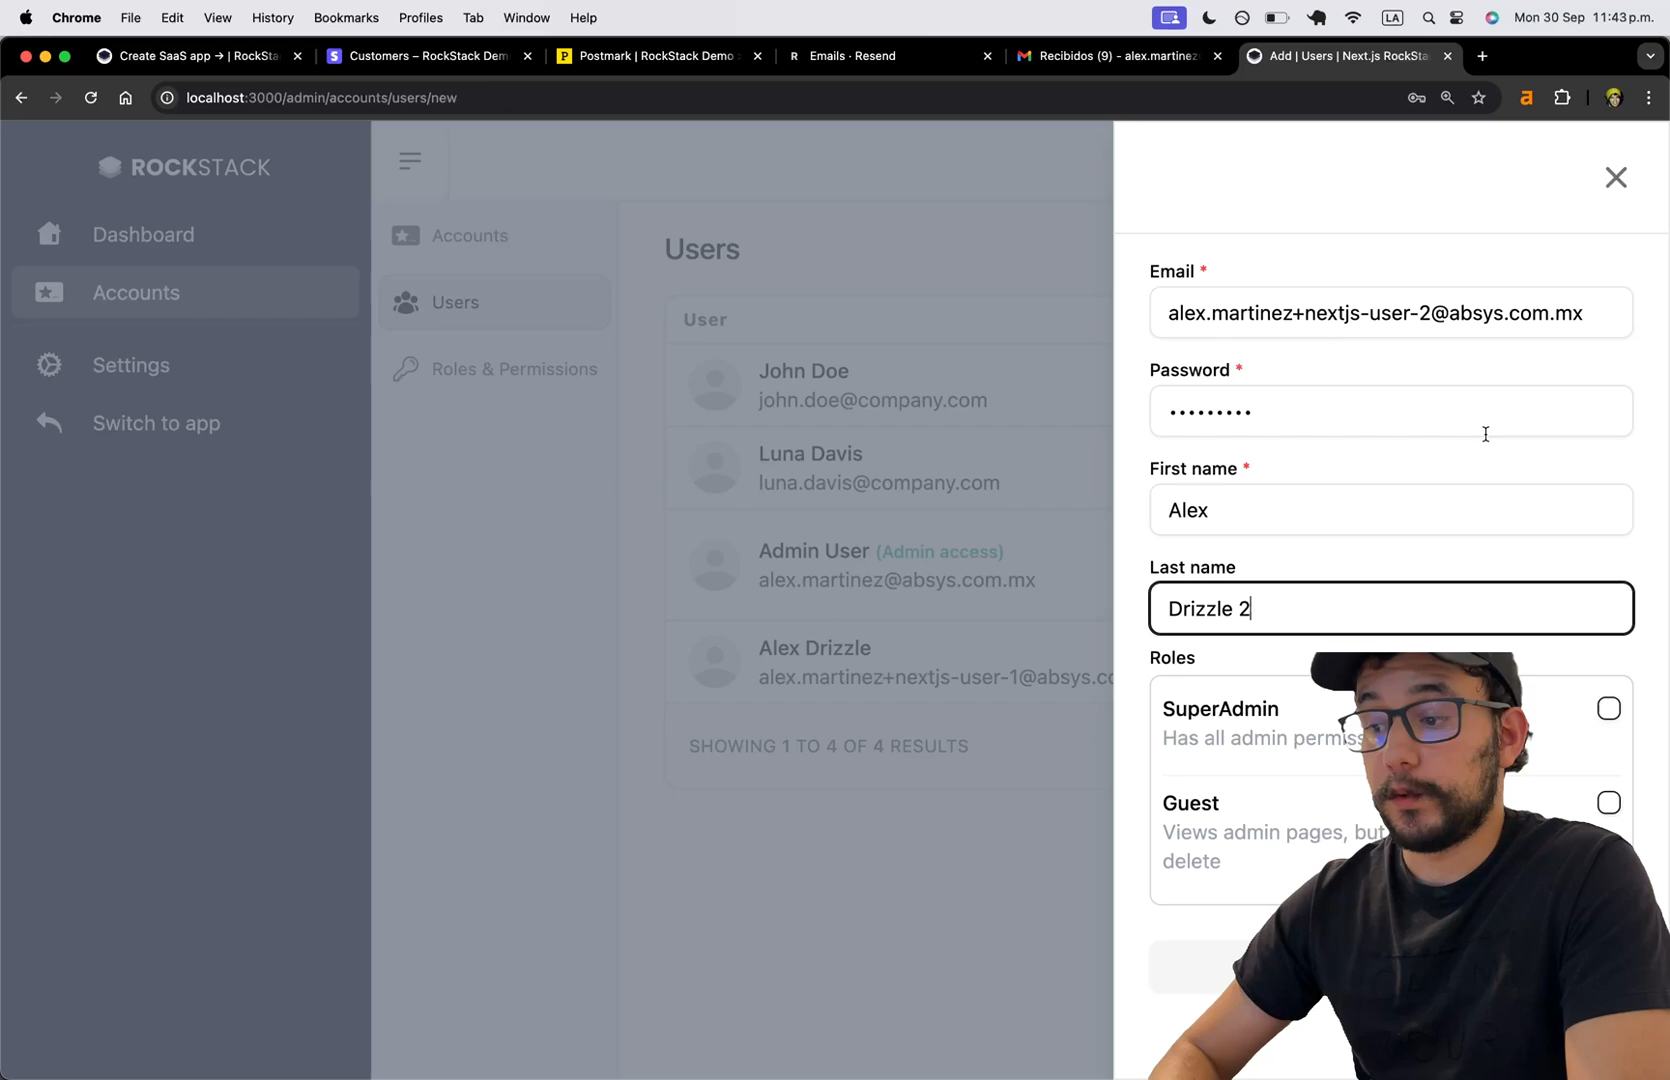 Chrome File Edit View History Bookmarks Profiles Tab Window Help LA Mon 30 Sep 11:43 p.m.
Create SaaS app → | RockSta
Customers – RockStack Dem
Postmark | RockStack Demo
Emails · Resend
Recibidos (9) - alex.martinez
Add | Users | Next.js RockSta
localhost:3000/admin/accounts/users/new
ROCKSTACK
Dashboard
Accounts
Settings
Switch to app
Accounts
Users
Roles & Permissions
Users
User
John Doe
john.doe@company.com
Luna Davis
luna.davis@company.com
Admin User (Admin access)
alex.martinez@absys.com.mx
Alex Drizzle
alex.martinez+nextjs-user-1@absys.co
SHOWING 1 TO 4 OF 4 RESULTS
Email *
alex.martinez+nextjs-user-2@absys.com.mx
Password *
•••••••••
First name *
Alex
Last name
Drizzle 2
Roles
SuperAdmin
Has all admin permiss
Guest
Views admin pages, but
delete